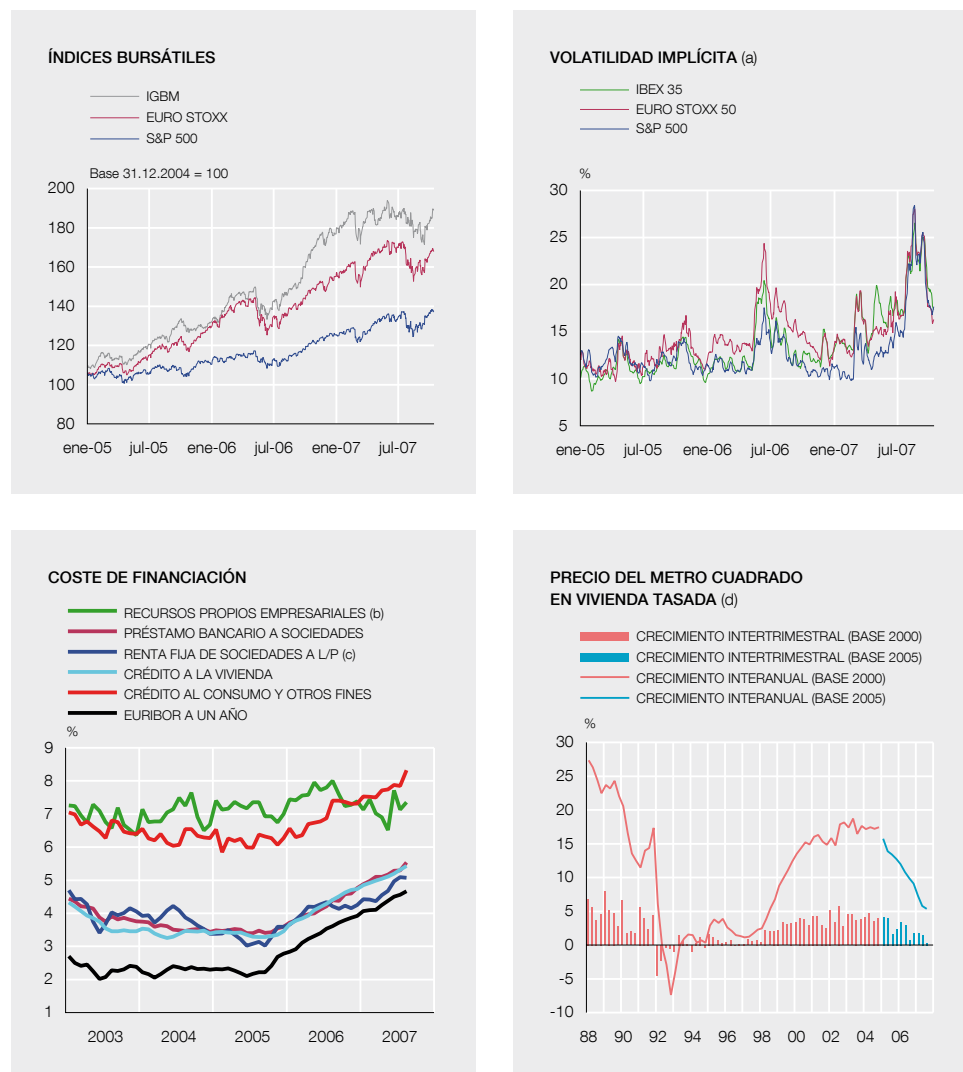 ÍNDICES BURSÁTILES
IGBM
EURO STOXX
S&P 500
Base 31.12.2004 = 100
200
180
160
140
120
100
80
ene-05 jul-05 ene-06 jul-06 ene-07 jul-07
VOLATILIDAD IMPLÍCITA (a)
IBEX 35
EURO STOXX 50
S&P 500
%
30
25
20
15
10
5
ene-05 jul-05 ene-06 jul-06 ene-07 jul-07
COSTE DE FINANCIACIÓN
RECURSOS PROPIOS EMPRESARIALES (b)
PRÉSTAMO BANCARIO A SOCIEDADES
RENTA FIJA DE SOCIEDADES A L/P (c)
CRÉDITO A LA VIVIENDA
CRÉDITO AL CONSUMO Y OTROS FINES
EURIBOR A UN AÑO
%
9
8
7
6
5
4
3
2
1
2003 2004 2005 2006 2007
PRECIO DEL METRO CUADRADO
EN VIVIENDA TASADA (d)
CRECIMIENTO INTERTRIMESTRAL (BASE 2000)
CRECIMIENTO INTERTRIMESTRAL (BASE 2005)
CRECIMIENTO INTERANUAL (BASE 2000)
CRECIMIENTO INTERANUAL (BASE 2005)
%
30
25
20
15
10
5
0
-5
-10
88 90 92 94 96 98 00 02 04 06